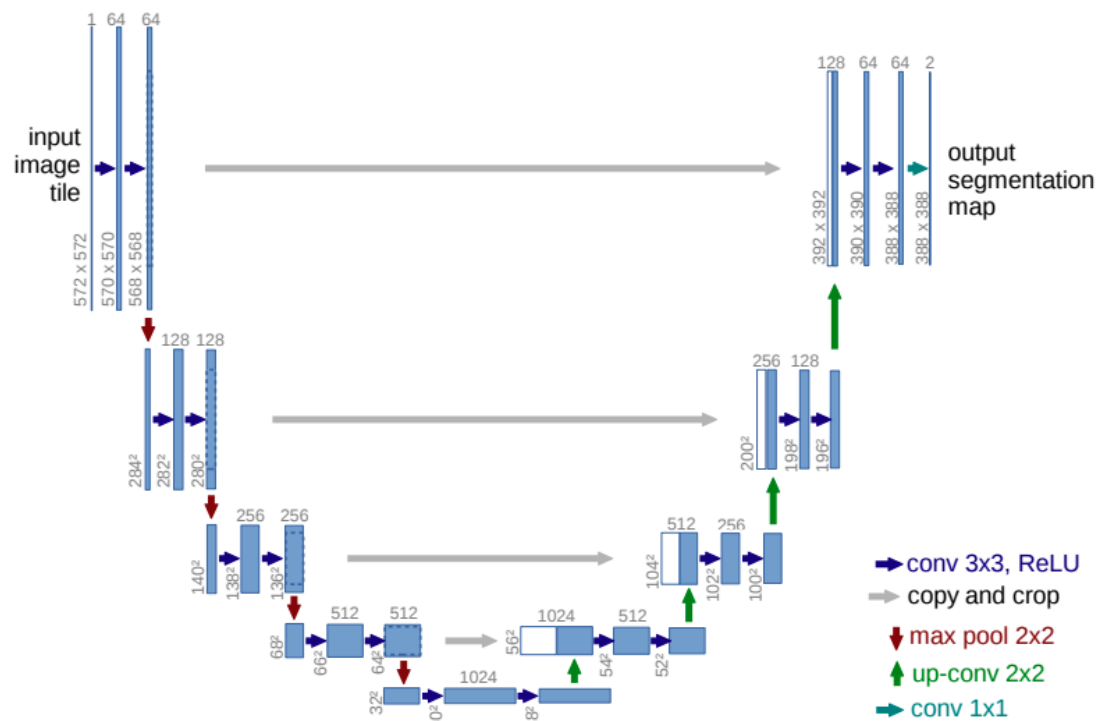 1 64 64
input
image
tile
572 x 572
570 x 570
568 x 568
128 64 64 2
output
segmentation
map
392 x 392
390 x 390
388 x 388
388 x 388
128 128
284²
282²
280²
256 128
200²
198²
196²
256 256
140²
138²
136²
512 256
104²
102²
100²
512 512
68²
66²
64²
1024 512
56²
54²
52²
1024
32²
0²
8²
conv 3x3, ReLU
copy and crop
max pool 2x2
up-conv 2x2
conv 1x1